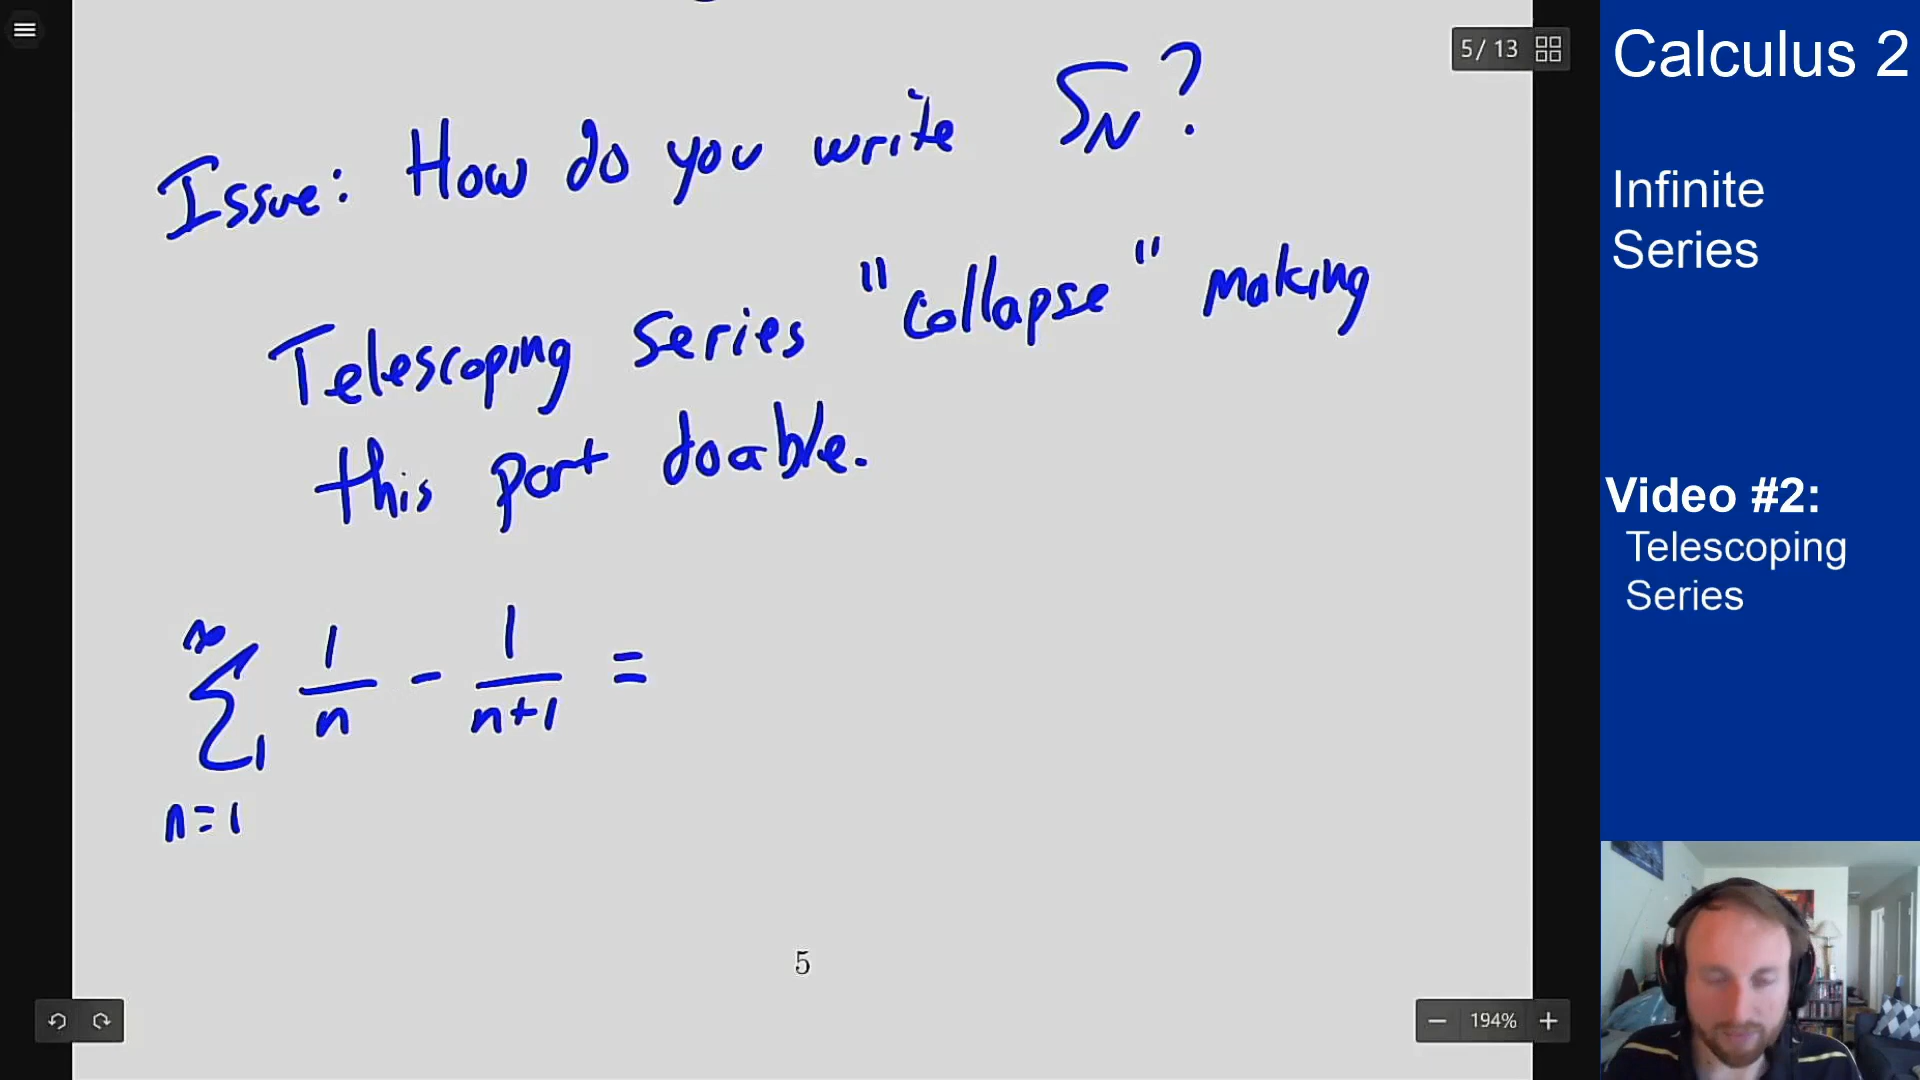 5 / 13
Issue: How do you write S_N?
Telescoping series "collapse" making
this part doable.
∞
∑ 1/n - 1/(n+1) =
n=1
5
194%
Calculus 2
Infinite
Series
Video #2:
Telescoping
Series